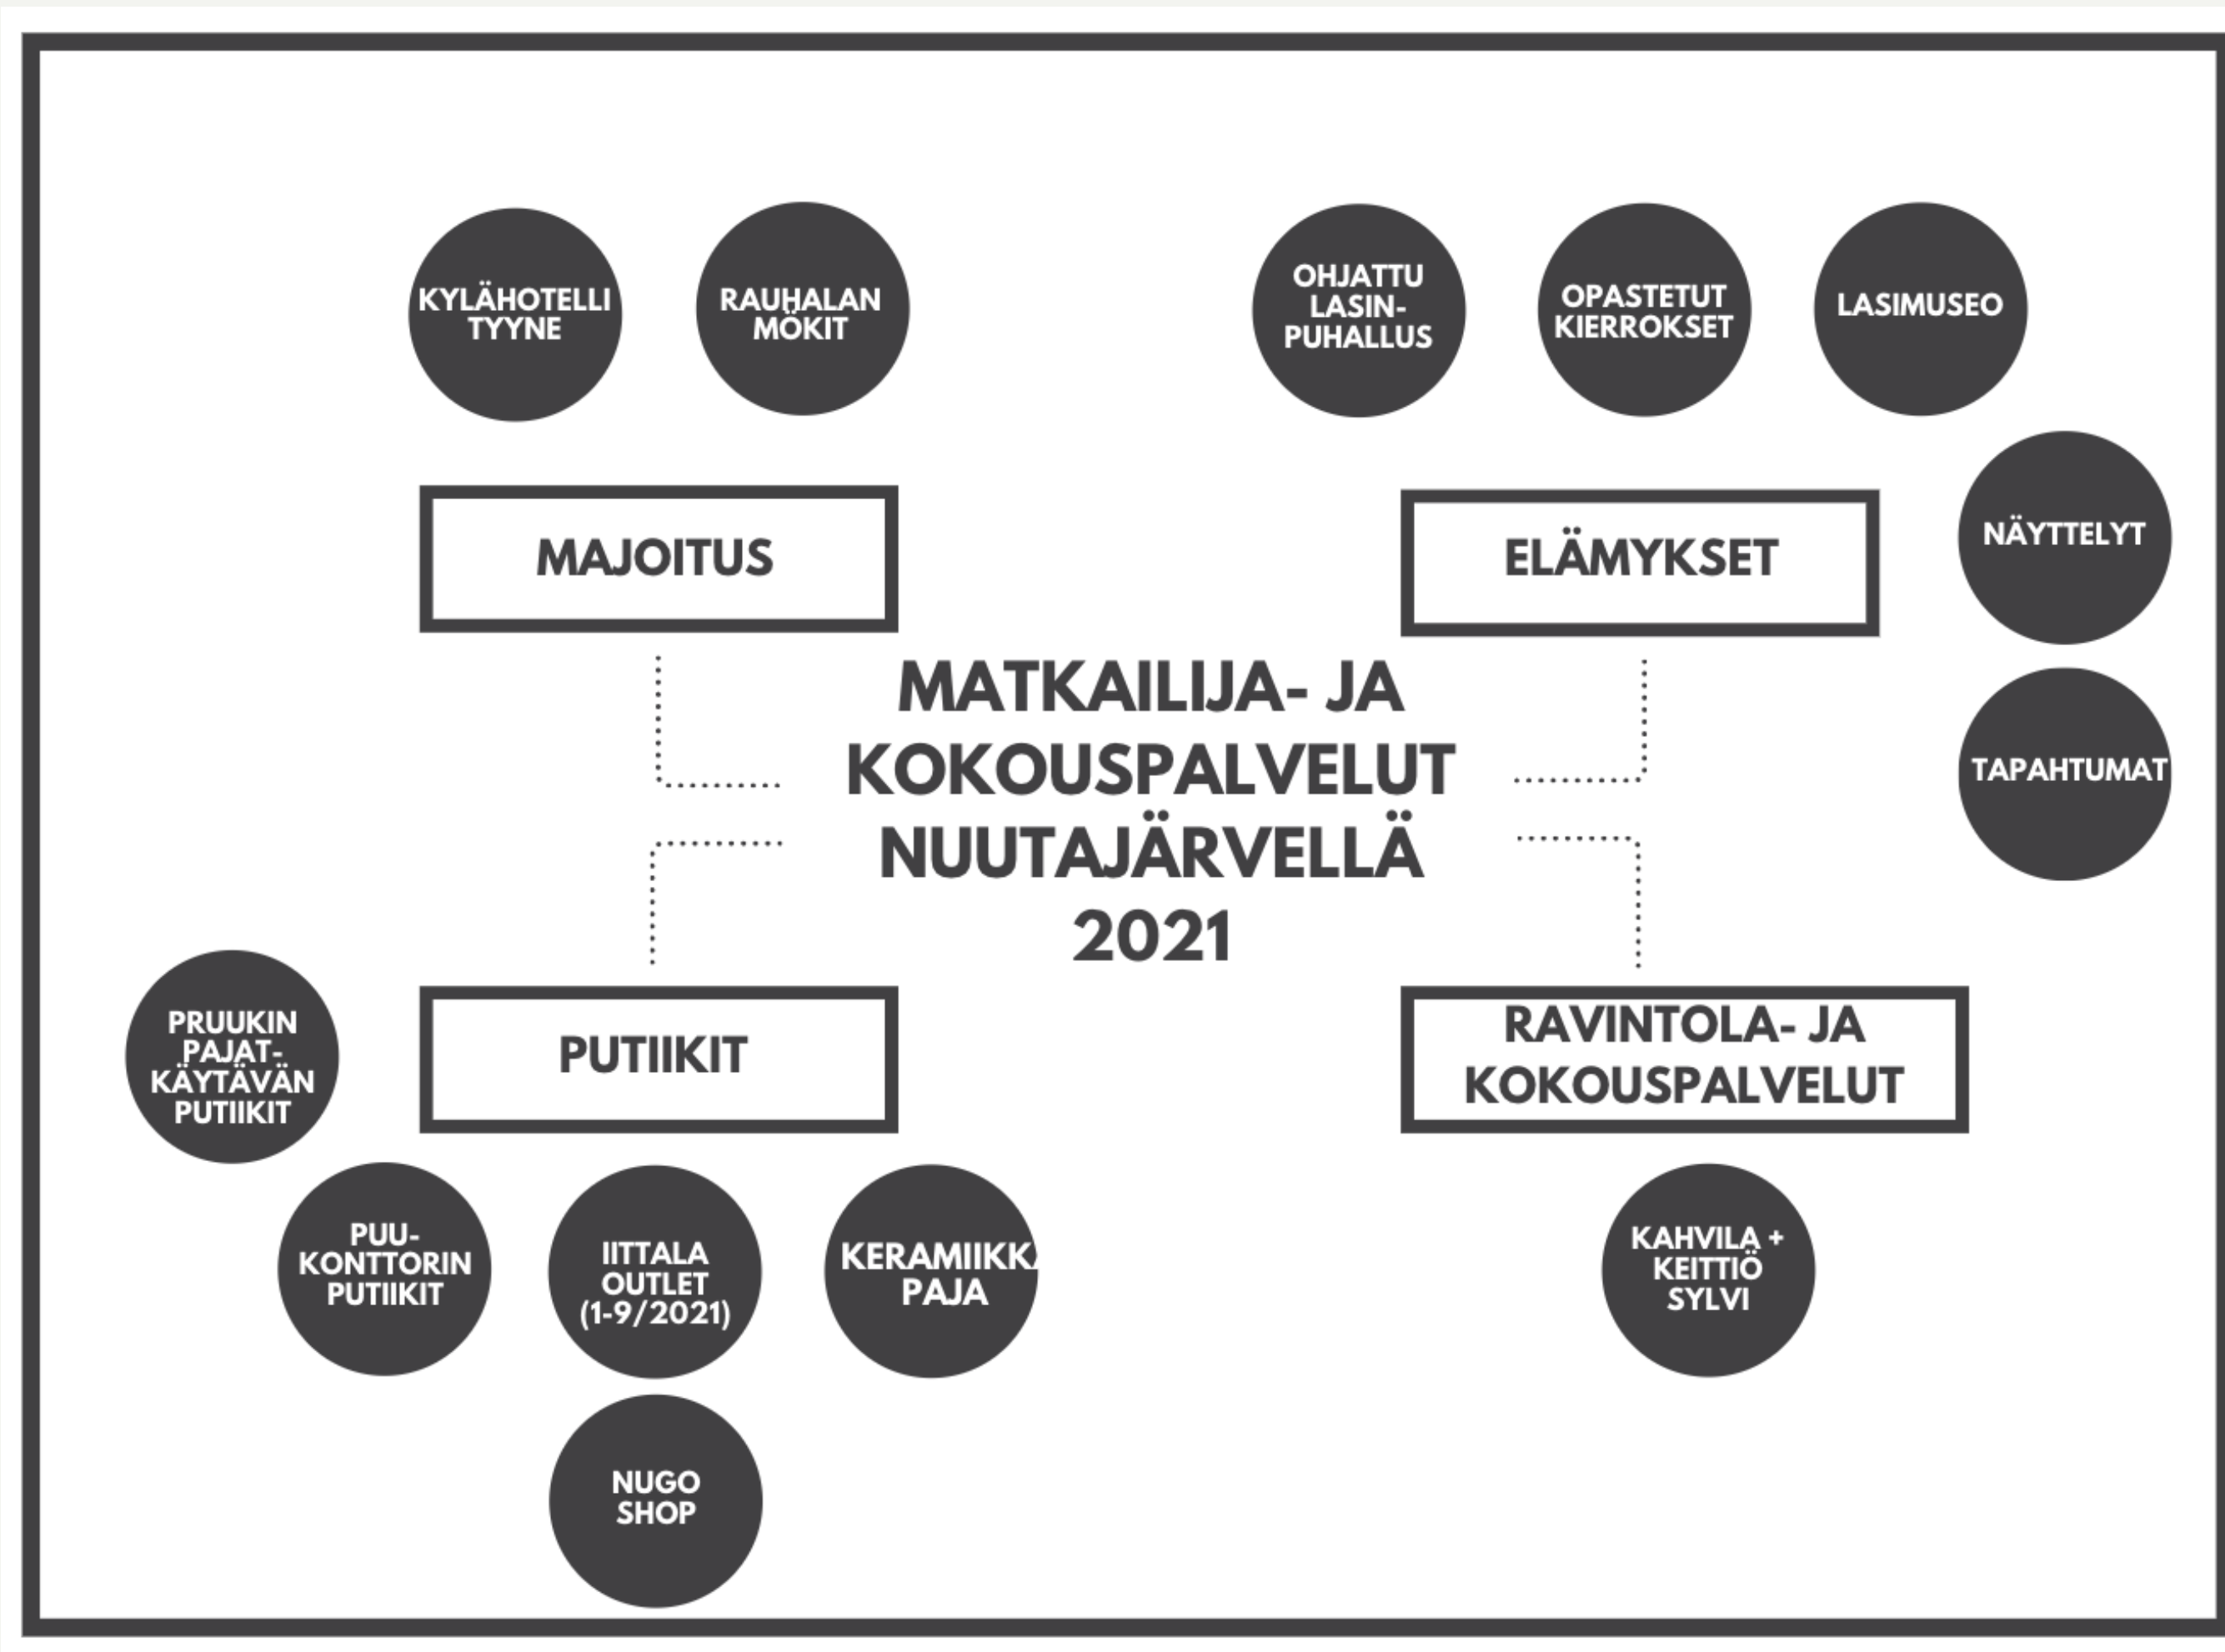 KYLÄHOTELLI
TYYNE
RAUHALAN
MÖKIT
OHJATTU
LASIN-
PUHALLUS
OPASTETUT
KIERROKSET
LASIMUSEO
NÄYTTELYT
TAPAHTUMAT
MAJOITUS
ELÄMYKSET
MATKAILIJA- JA
KOKOUSPALVELUT
NUUTAJÄRVELLÄ
2021
PUTIIKIT
RAVINTOLA- JA
KOKOUSPALVELUT
PRUUKIN
PAJAT-
KÄYTÄVÄN
PUTIIKIT
PUU-
KONTTORIN
PUTIIKIT
IITTALA
OUTLET
(1-9/2021)
KERAMIIKKA
PAJA
NUGO
SHOP
KAHVILA +
KEITTIÖ
SYLVI